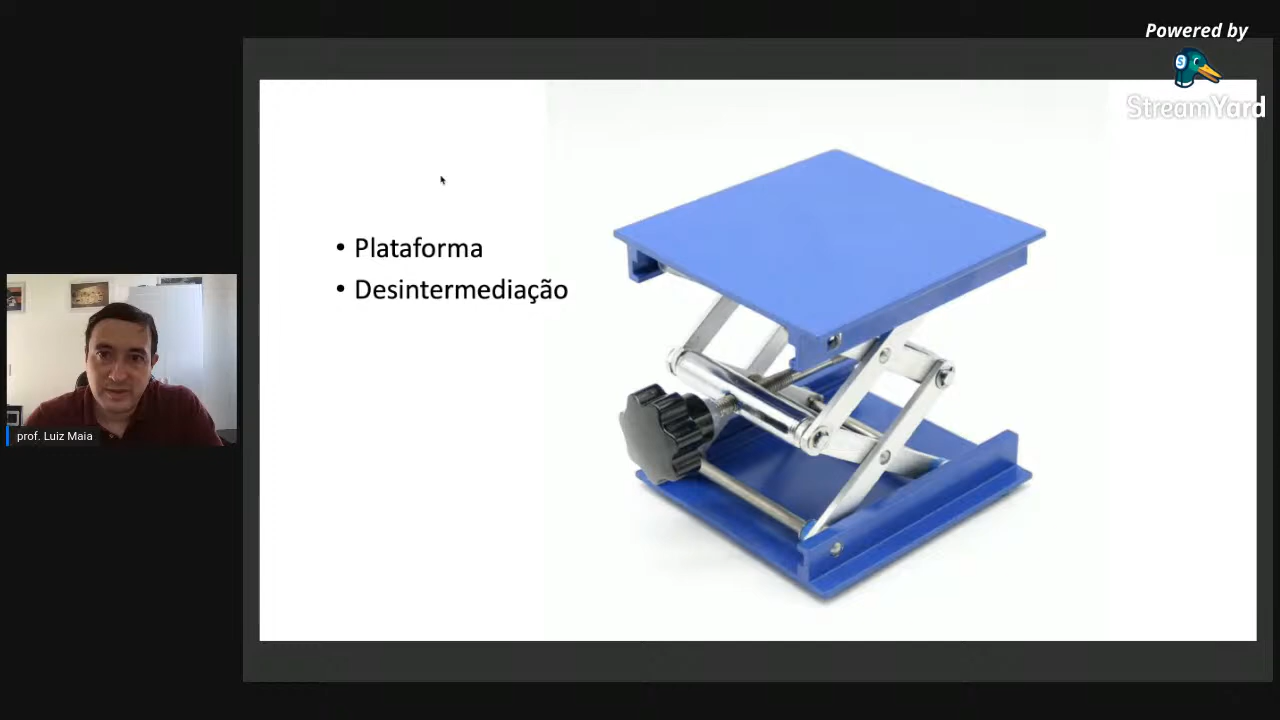 Powered by
StreamYard
• Plataforma
• Desintermediação
prof. Luiz Maia